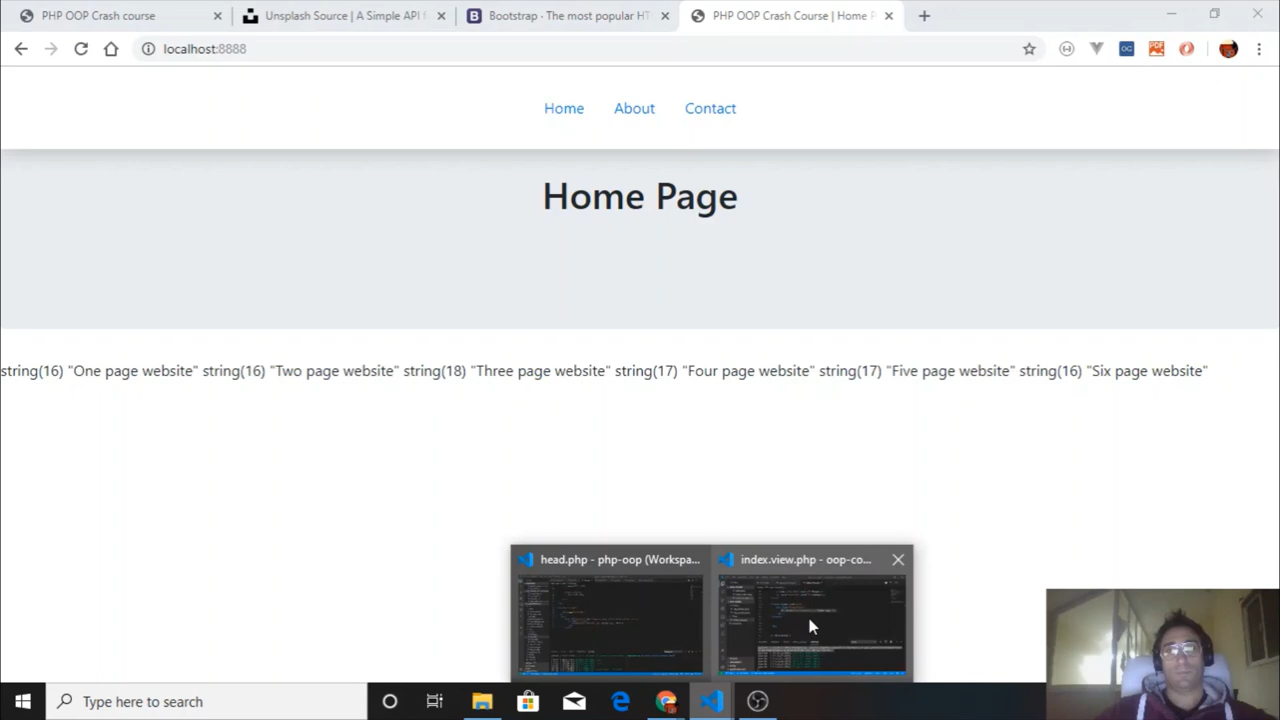 PHP OOP Crash course
Unsplash Source | A Simple API f
Bootstrap · The most popular HT
PHP OOP Crash Course | Home P
localhost:8888
Home About Contact
Home Page
string(16) "One page website" string(16) "Two page website" string(18) "Three page website" string(17) "Four page website" string(17) "Five page website" string(16) "Six page website"
head.php - php-oop (Workspa...
index.view.php - oop-co...
Type here to search